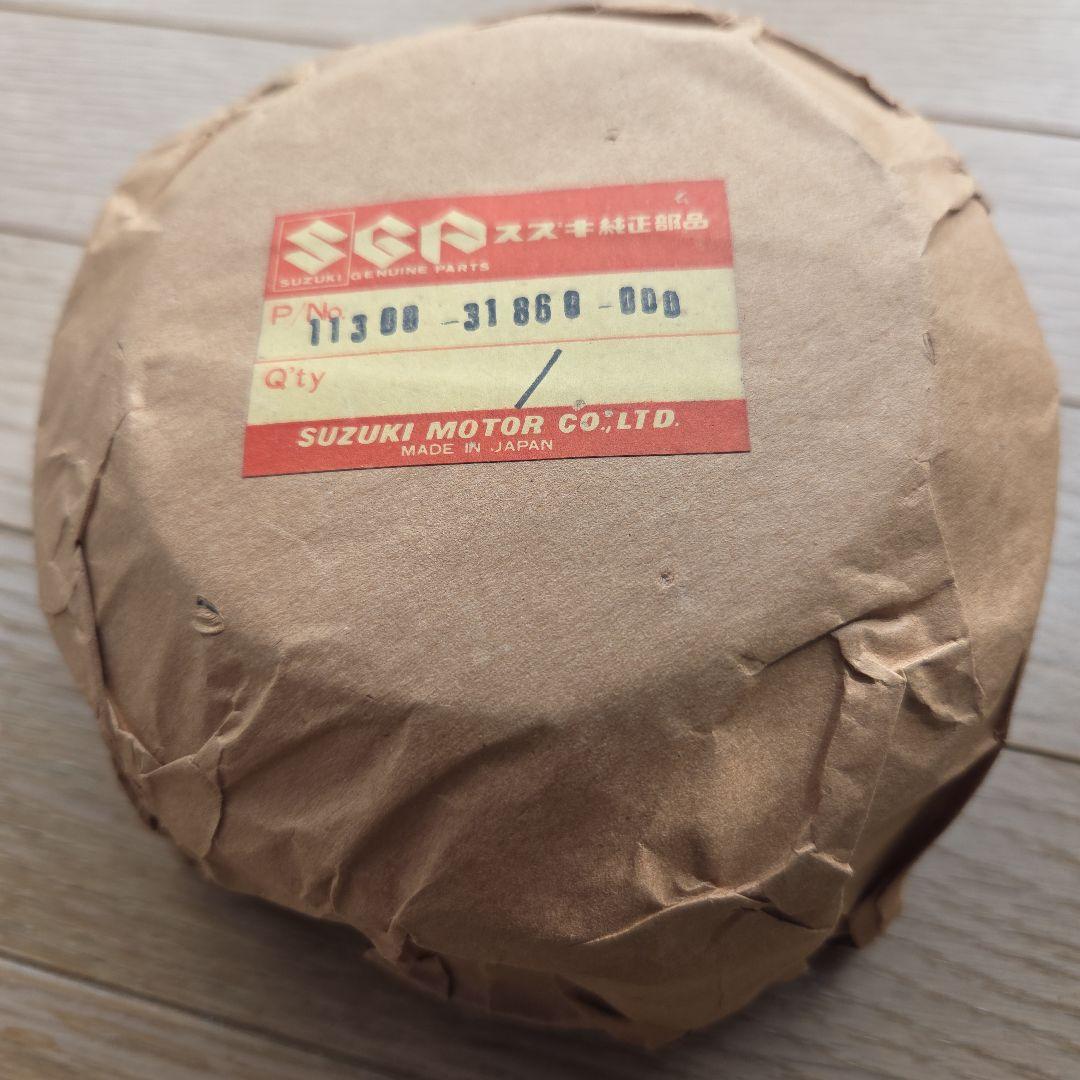 SGP スズキ純正部品
SUZUKI GENUINE PARTS
P/No. 11300-31860-000
Q'ty /
SUZUKI MOTOR CO.,LTD.
MADE IN JAPAN